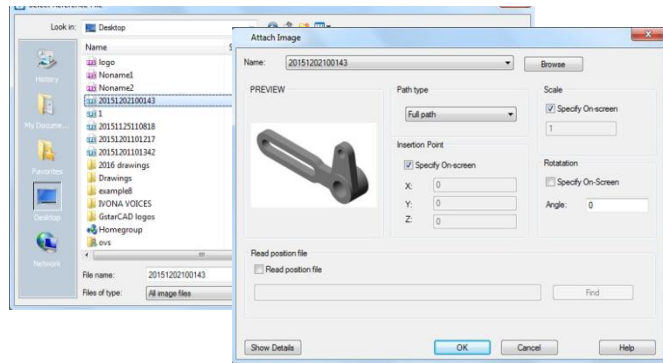 Select Reference File
Look in:
Desktop
Name
S
History
My Docume...
Favorites
Desktop
Network
logo
Noname1
Noname2
20151202100143
1
20151125110818
20151201101217
20151201101342
2016 drawings
Drawings
example8
IVONA VOICES
GstarCAD logos
Homegroup
ovs
File name:
20151202100143
Files of type:
All image files
Attach Image
Name:
20151202100143
Browse
PREVIEW
Path type
Full path
Insertion Point
Specify On-screen
X:
0
Y:
0
Z:
0
Scale
Specify On-screen
1
Rotatation
Specify On-Screen
Angle:
0
Read position file
Read position file
Find
Show Details
OK
Cancel
Help